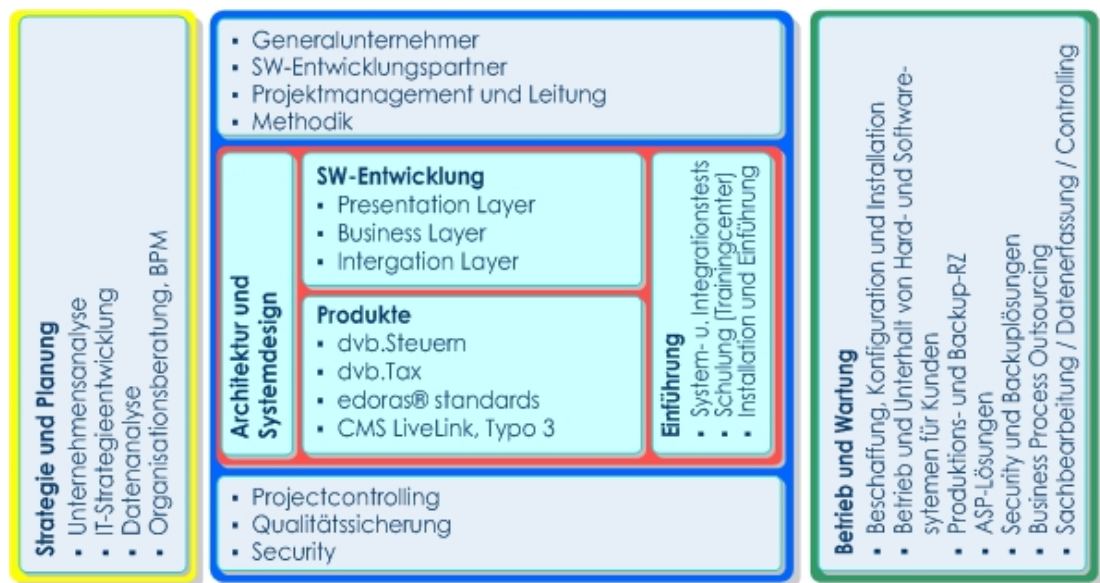 Strategie und Planung
▪ Unternehmensanalyse
▪ IT-Strategieentwicklung
▪ Datenanalyse
▪ Organisationsberatung, BPM
▪ Generalunternehmer
▪ SW-Entwicklungspartner
▪ Projektmanagement und Leitung
▪ Methodik
Architektur und
Systemdesign
SW-Entwicklung
▪ Presentation Layer
▪ Business Layer
▪ Intergation Layer
Produkte
▪ dvb.Steuern
▪ dvb.Tax
▪ edoras® standards
▪ CMS LiveLink, Typo 3
Einführung
▪ System- u. Integrationstests
▪ Schulung (Trainingcenter)
▪ Installation und Einführung
▪ Projectcontrolling
▪ Qualitätssicherung
▪ Security
Betrieb und Wartung
▪ Beschaffung, Konfiguration und Installation
▪ Betrieb und Unterhalt von Hard- und Software-
sytemen für Kunden
▪ Produktions- und Backup-RZ
▪ ASP-Lösungen
▪ Security und Backuplösungen
▪ Business Process Outsourcing
▪ Sachbearbeitung / Datenerfassung / Controlling